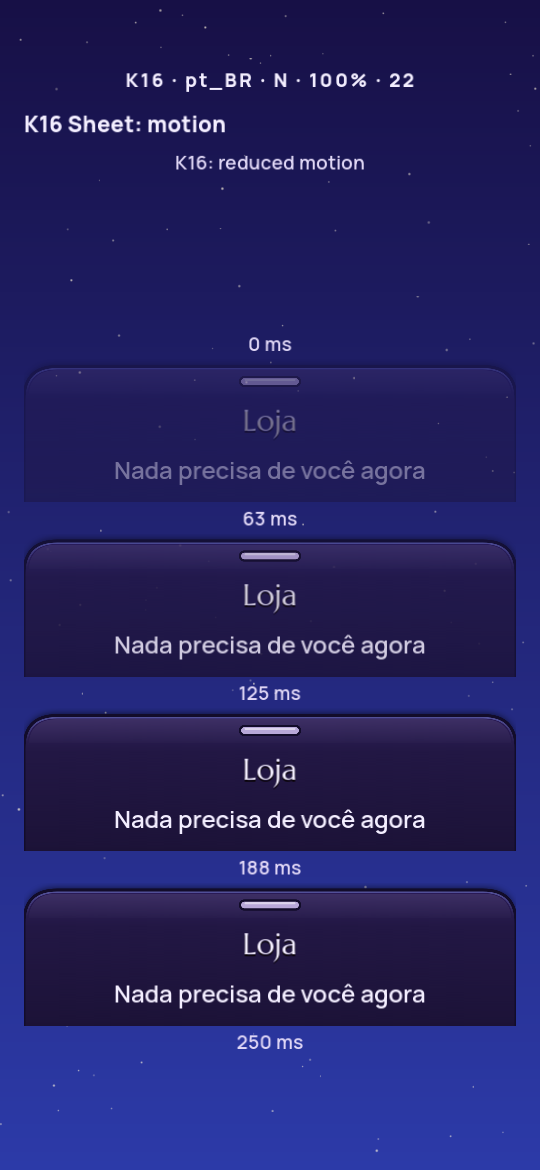 K16 · pt_BR · N · 100% · 22
K16 Sheet: motion
K16: reduced motion
0 ms
Loja
Nada precisa de você agora
63 ms
Loja
Nada precisa de você agora
125 ms
Loja
Nada precisa de você agora
188 ms
Loja
Nada precisa de você agora
250 ms